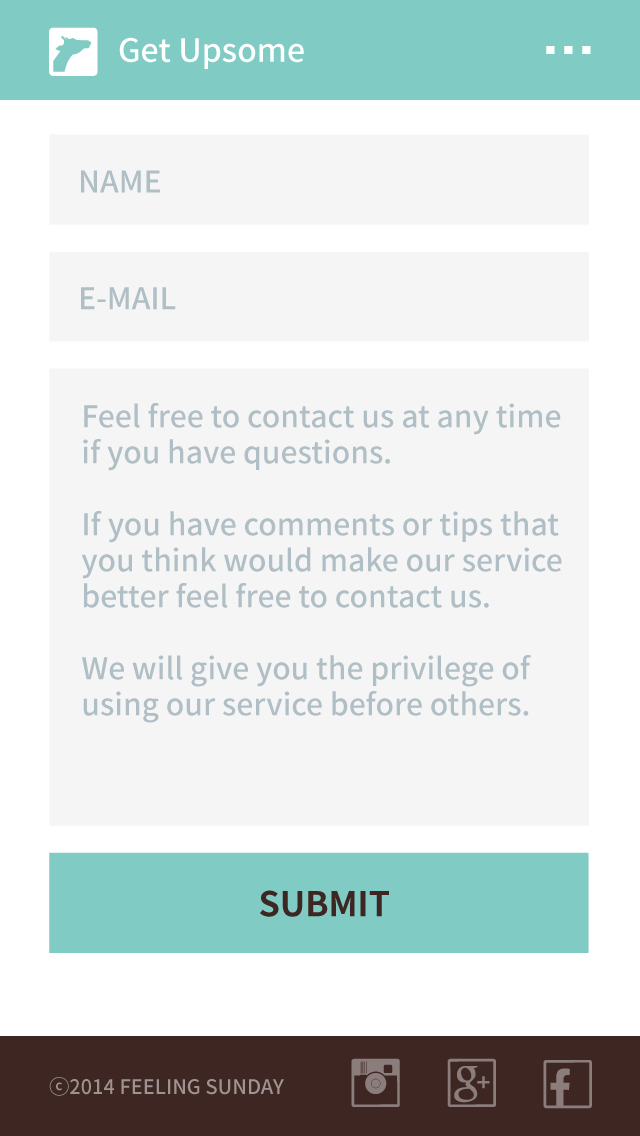 Get Upsome
NAME
E-MAIL
Feel free to contact us at any time
if you have questions.
If you have comments or tips that
you think would make our service
better feel free to contact us.
We will give you the privilege of
using our service before others.
SUBMIT
ⓒ2014 FEELING SUNDAY
g+
f